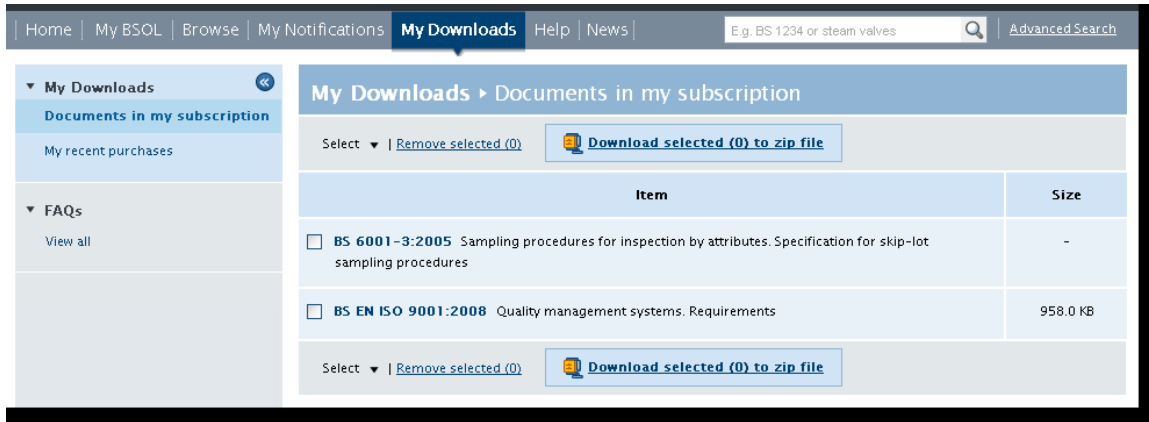 Home My BSOL Browse My Notifications My Downloads Help News E.g. BS 1234 or steam valves Advanced Search
My Downloads
Documents in my subscription
My recent purchases
FAQs
View all
My Downloads ▸ Documents in my subscription
Select ▼ | Remove selected (0) Download selected (0) to zip file
Item Size
BS 6001-3:2005 Sampling procedures for inspection by attributes. Specification for skip-lot -
sampling procedures
BS EN ISO 9001:2008 Quality management systems. Requirements 958.0 KB
Select ▼ | Remove selected (0) Download selected (0) to zip file